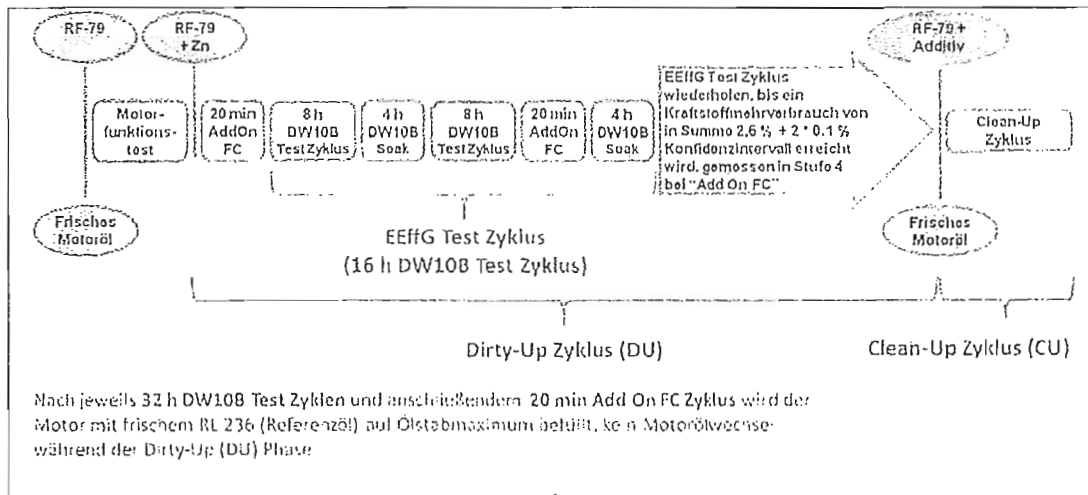 RF-79
RF-79
+Zn
RF-79 +
Additiv
Motor-
funktions-
test
20 min
AddOn
FC
8 h
DW10B
Test Zyklus
4 h
DW10B
Soak
8 h
DW10B
Test Zyklus
20 min
AddOn
FC
4 h
DW10B
Soak
EEffG Test Zyklus
wiederholen, bis ein
Kraftstoffmehrverbrauch von
in Summe 2,6 % + 2 * 0.1 %
Konfidenzintervall erreicht
wird, gemessen in Stufe 4
bei "Add On FC"
Clean-Up
Zyklus
Frisches
Motoröl
Frisches
Motoröl
EEffG Test Zyklus
(16 h DW10B Test Zyklus)
Dirty-Up Zyklus (DU)
Clean-Up Zyklus (CU)
Nach jeweils 32 h DW10B Test Zyklen und anschließendem 20 min Add On FC Zyklus wird der
Motor mit frischem RL 236 (Referenzöl) auf Ölstabmaximum befüllt, kein Motorölwechse
während der Dirty-Up (DU) Phase